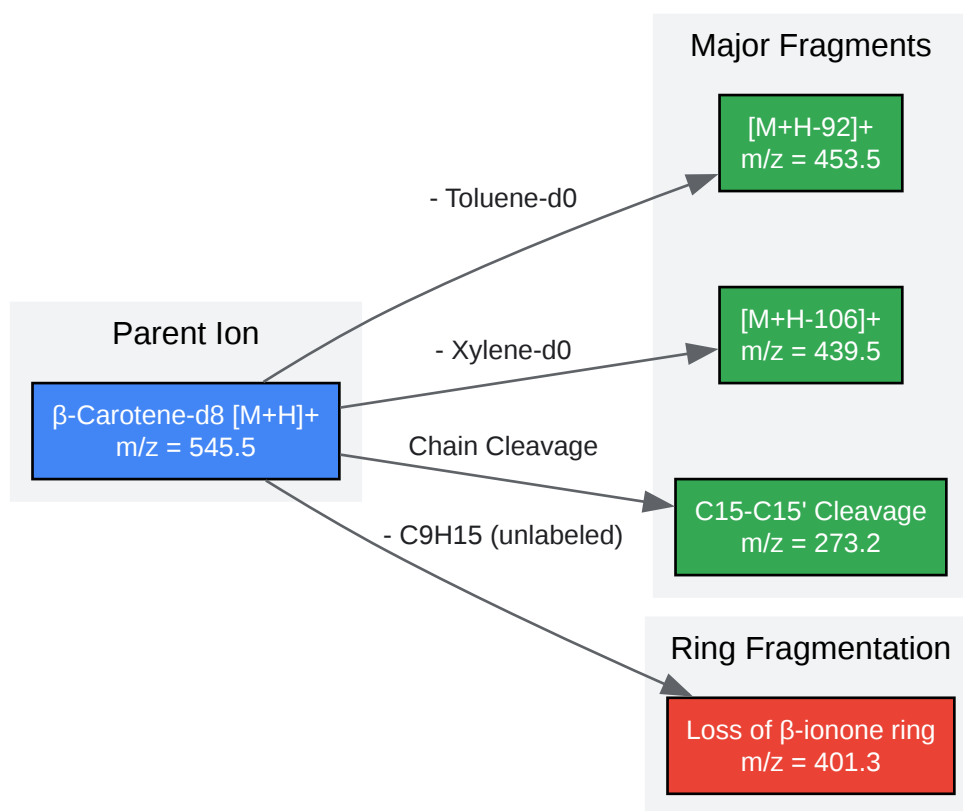 Major Fragments
[M+H-92]+
m/z = 453.5
- Toluene-d0
[M+H-106]+
m/z = 439.5
- Xylene-d0
Parent Ion
β-Carotene-d8 [M+H]+
m/z = 545.5
Chain Cleavage
C15-C15' Cleavage
m/z = 273.2
- C9H15 (unlabeled)
Ring Fragmentation
Loss of β-ionone ring
m/z = 401.3